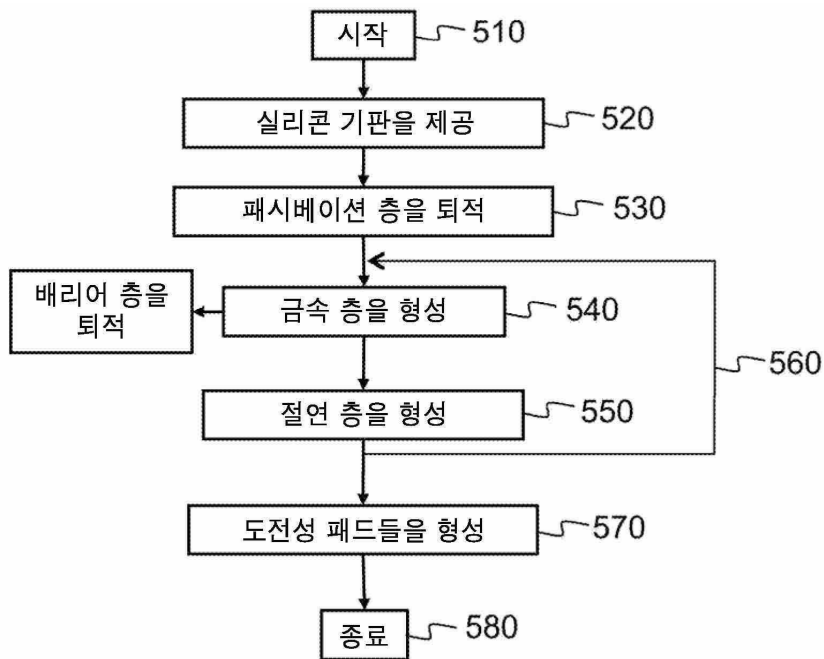 시작 510
실리콘 기판을 제공 520
패시베이션 층을 퇴적 530
배리어 층을
퇴적
금속 층을 형성 540
560
절연 층을 형성 550
도전성 패드들을 형성 570
종료 580